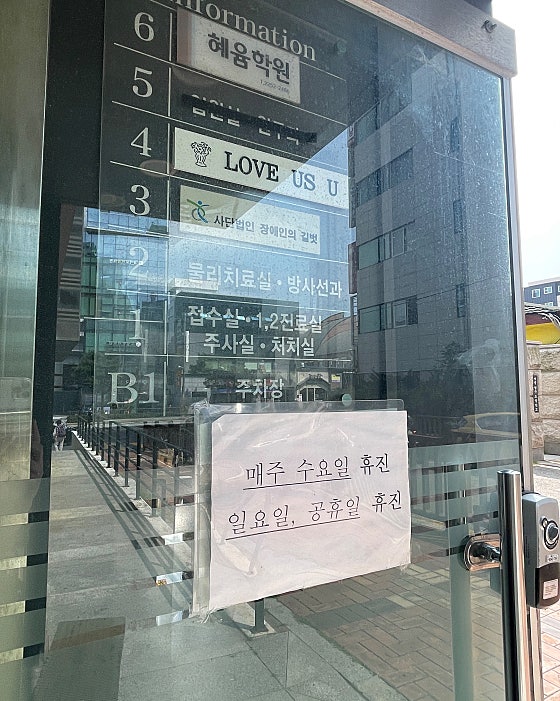 Information
6 혜윰학원
5
4 LOVE US U
3 사단법인 장애인의 길벗
2 물리치료실·방사선과
1 접수실·1,2진료실
주사실·처치실
B1 주차장
매주 수요일 휴진
일요일, 공휴일 휴진